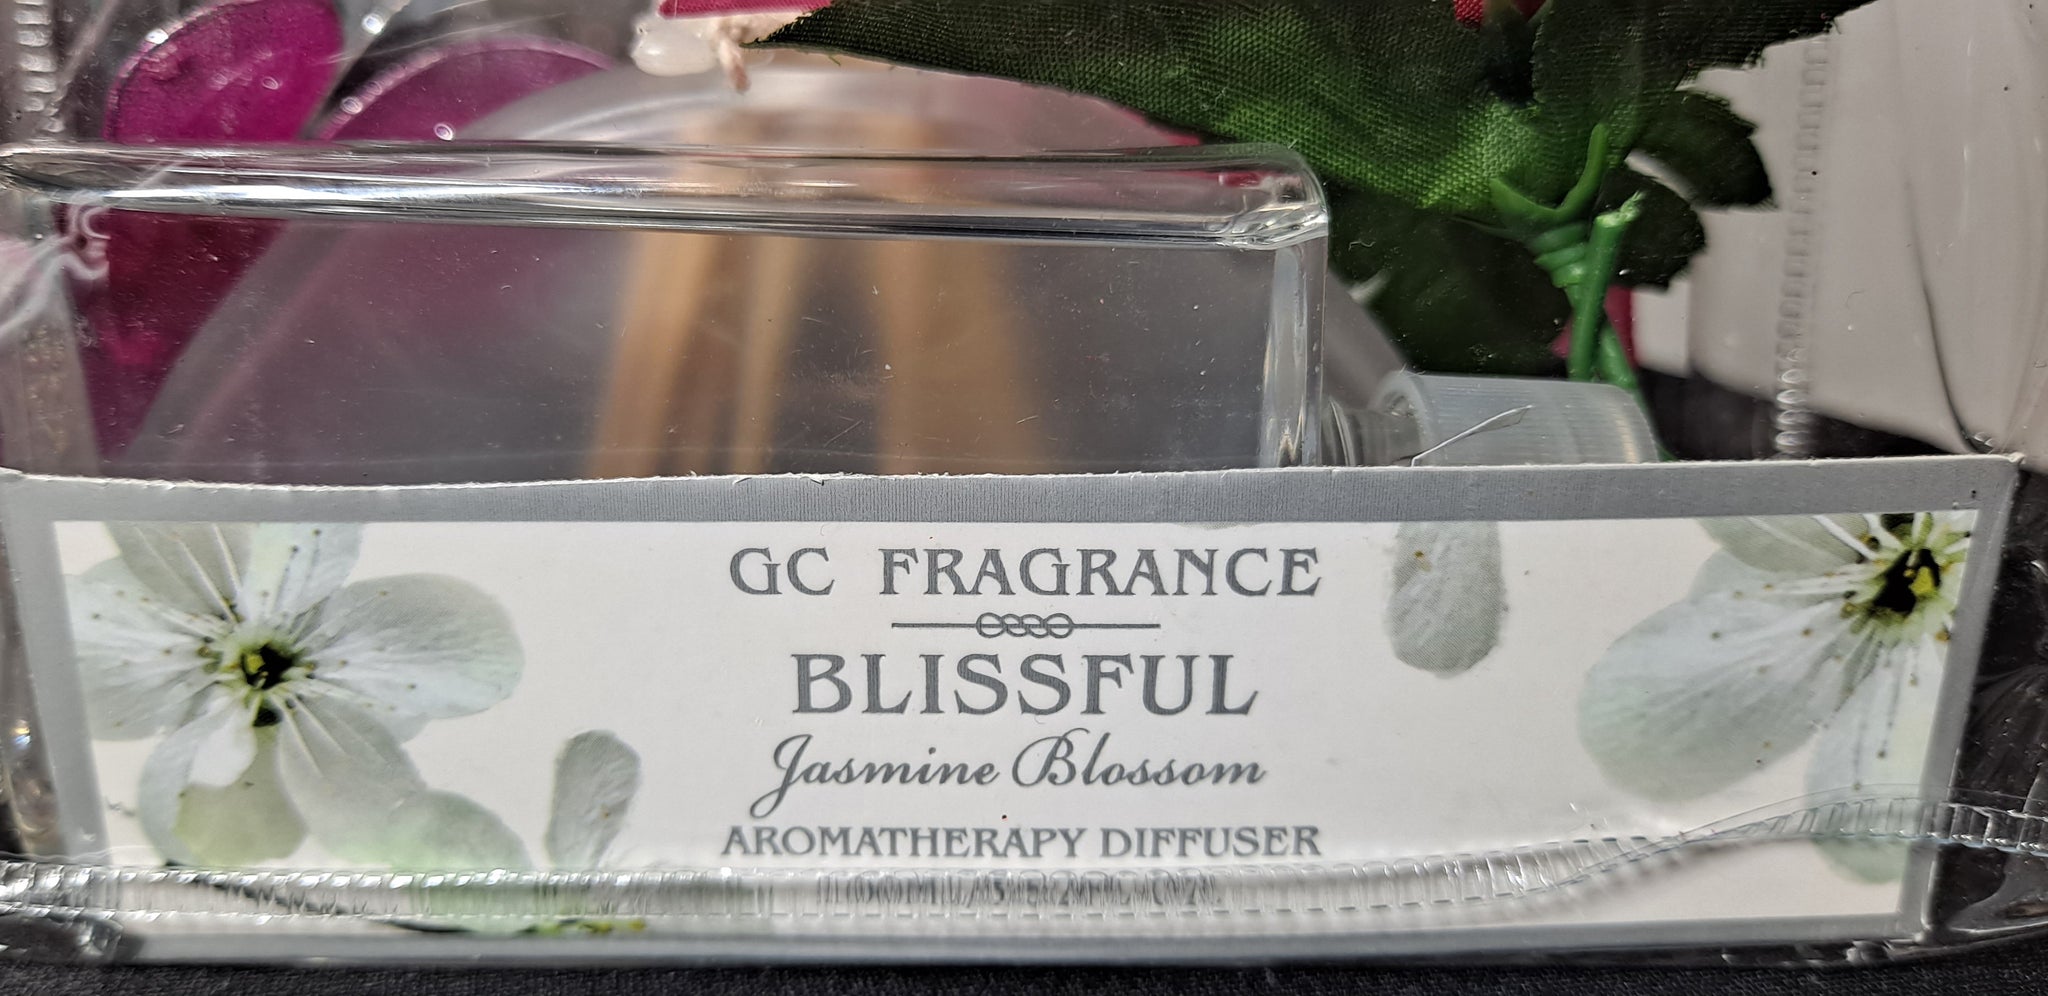 GC FRAGRANCE
BLISSFUL
Jasmine Blossom
AROMATHERAPY DIFFUSER